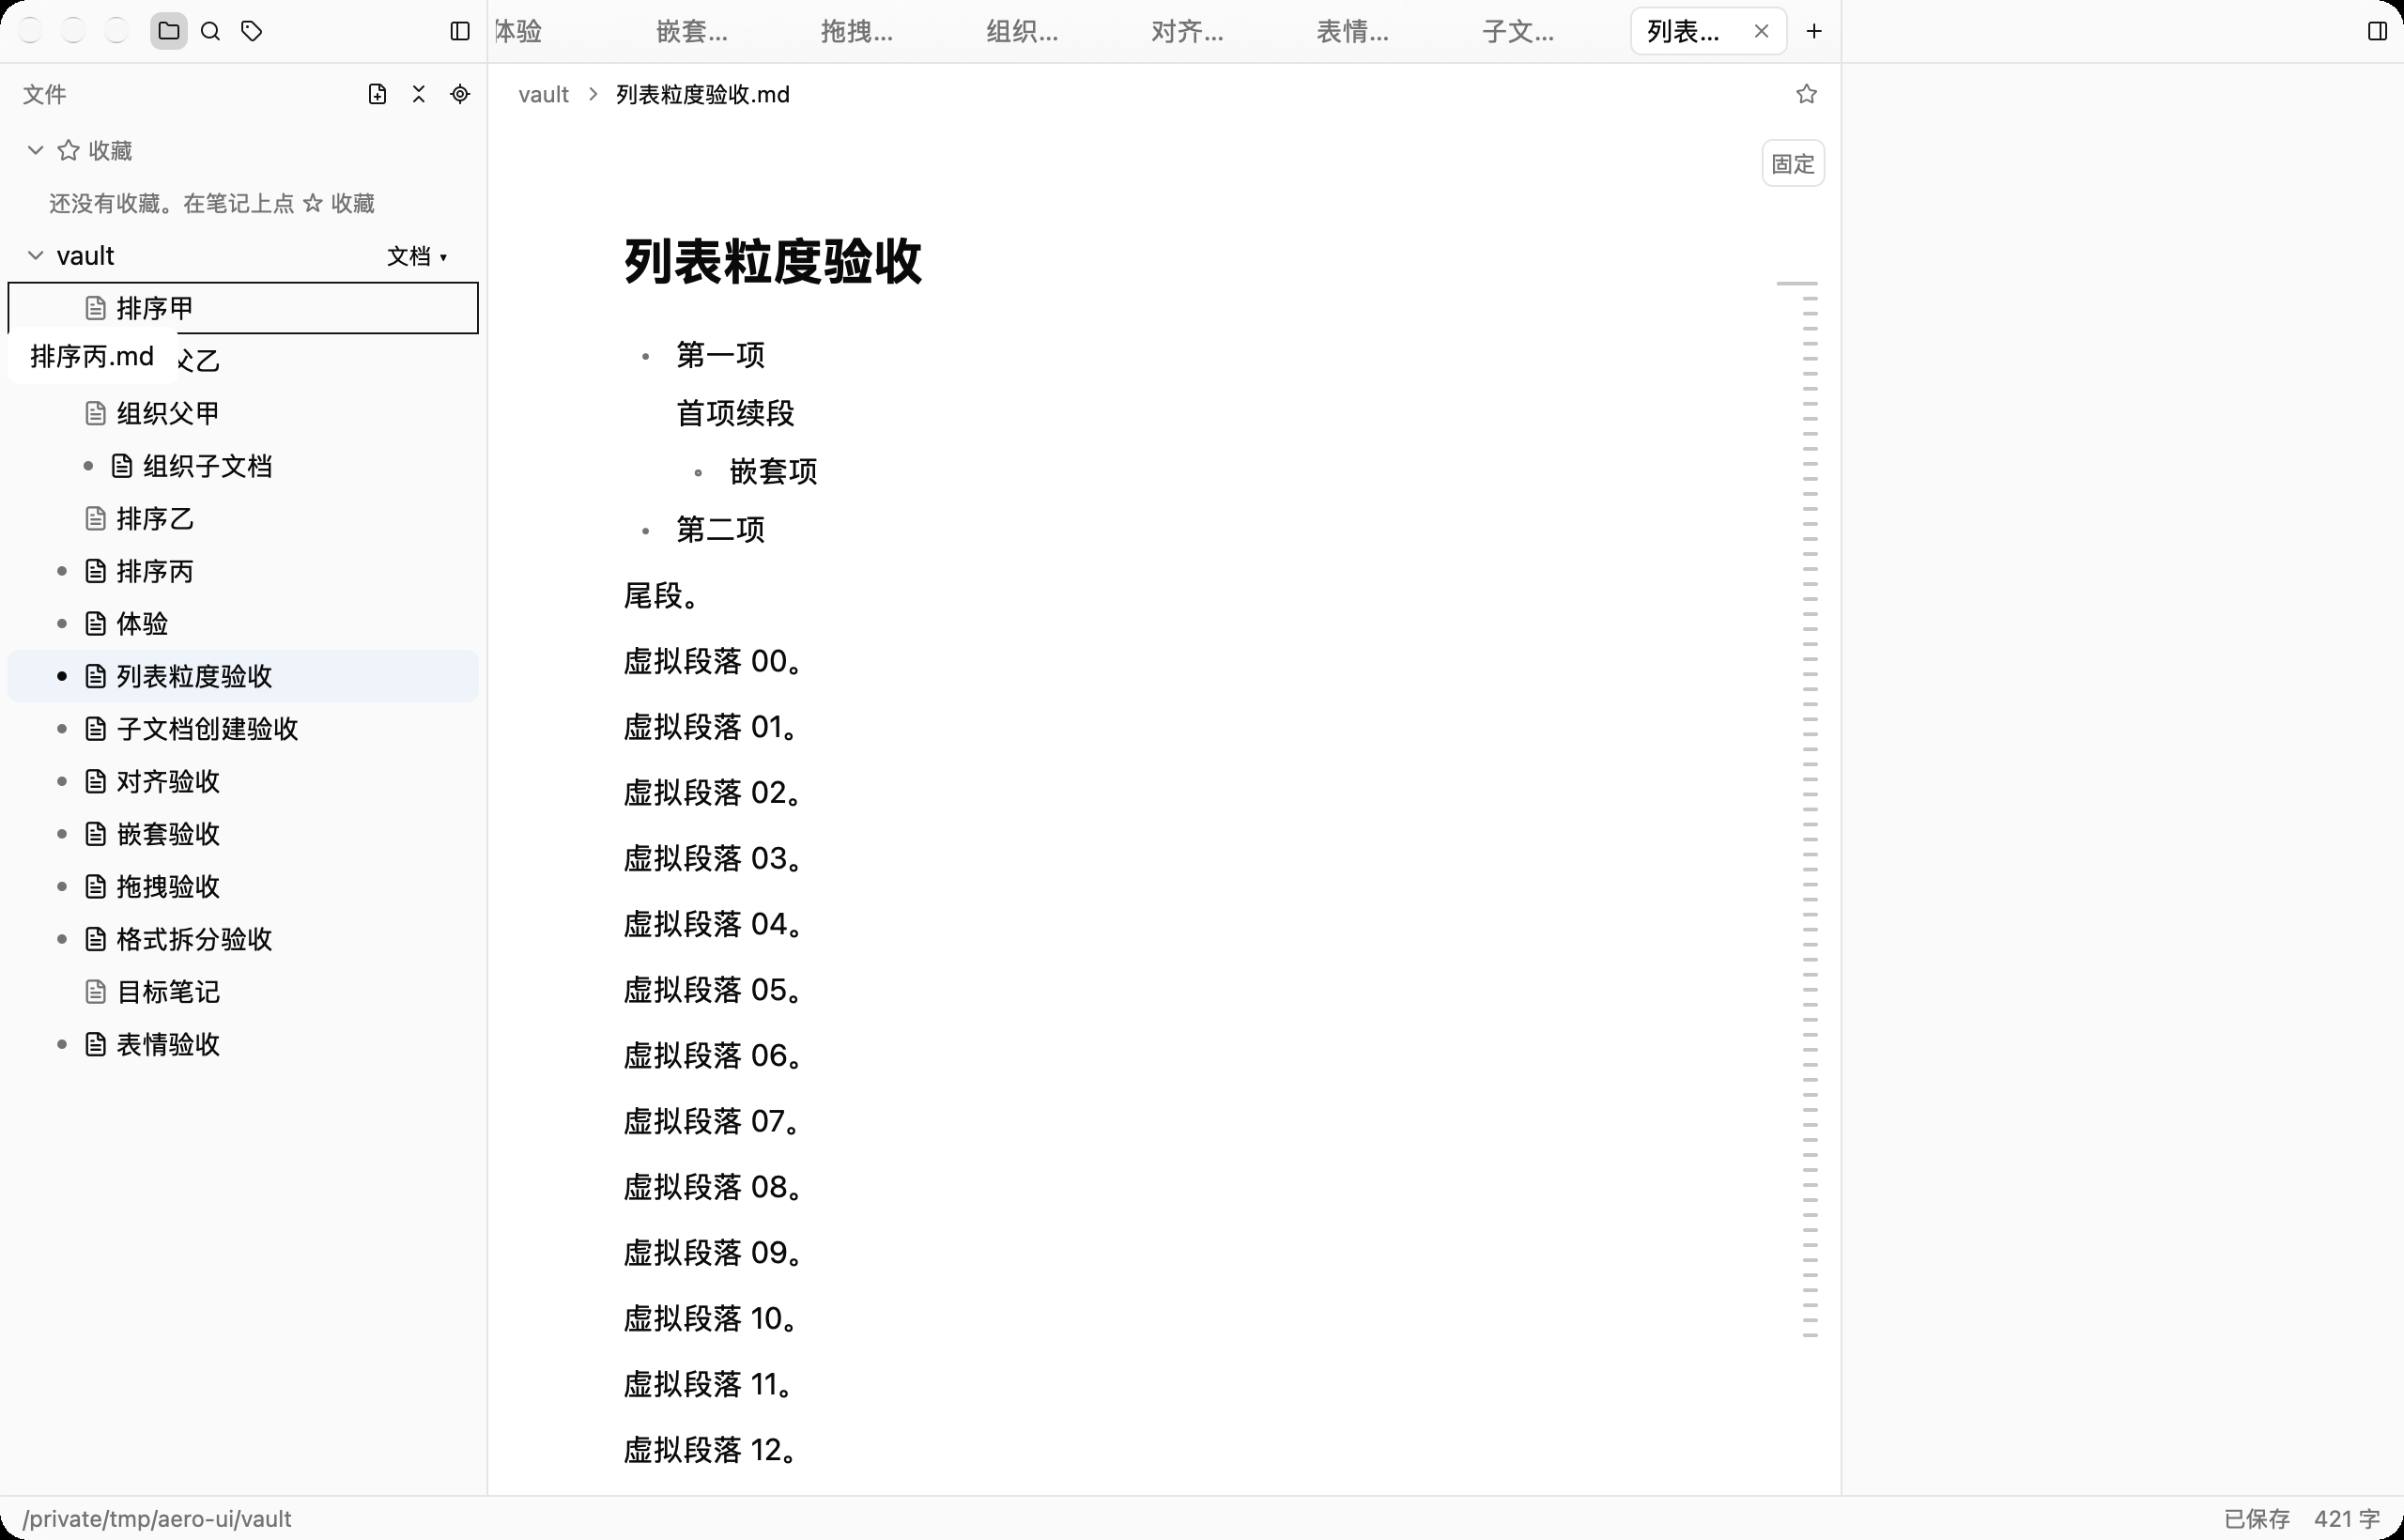 体验 嵌套... 拖拽... 组织... 对齐... 表情... 子文... 列表...
文件
收藏
还没有收藏。在笔记上点 ☆ 收藏
vault 文档
排序甲
排序丙.md 父乙
组织父甲
组织子文档
排序乙
排序丙
体验
列表粒度验收
子文档创建验收
对齐验收
嵌套验收
拖拽验收
格式拆分验收
目标笔记
表情验收
vault > 列表粒度验收.md
固定
列表粒度验收
第一项
首项续段
嵌套项
第二项
尾段。
虚拟段落 00。
虚拟段落 01。
虚拟段落 02。
虚拟段落 03。
虚拟段落 04。
虚拟段落 05。
虚拟段落 06。
虚拟段落 07。
虚拟段落 08。
虚拟段落 09。
虚拟段落 10。
虚拟段落 11。
虚拟段落 12。
/private/tmp/aero-ui/vault
已保存 421 字